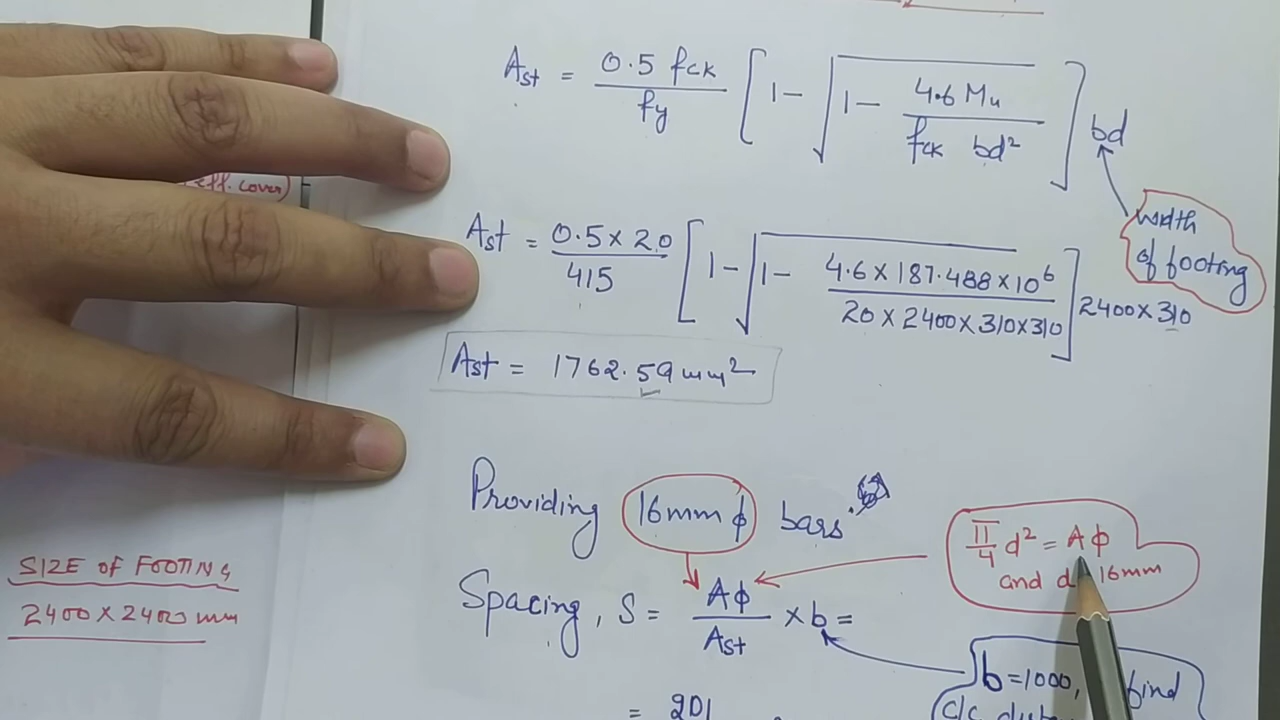 Ast = 0.5 fck / fy [ 1 - √(1 - 4.6 Mu / fck bd²) ] bd
width
of footing
eff. cover
Ast = 0.5 x 20 / 415 [ 1 - √(1 - 4.6 x 187.488 x 10⁶ / 20 x 2400 x 310 x 310) ] 2400 x 310
Ast = 1762.59 mm²
Providing 16mm ϕ bars.
π/4 d² = Aϕ
and d 16mm
SIZE OF FOOTING
2400 x 2400 mm
Spacing, S = Aϕ / Ast x b =
b = 1000, find
c/c
= 201